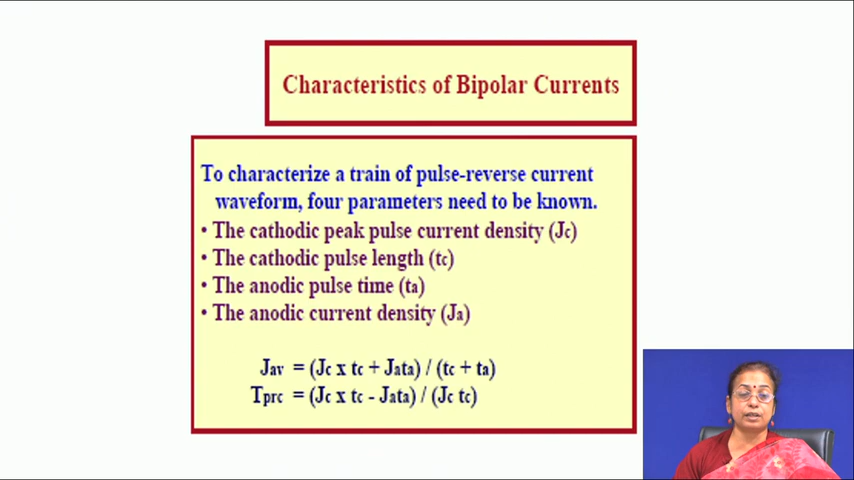 Characteristics of Bipolar Currents
To characterize a train of pulse-reverse current
waveform, four parameters need to be known.
• The cathodic peak pulse current density (Jc)
• The cathodic pulse length (tc)
• The anodic pulse time (ta)
• The anodic current density (Ja)
Jav = (Jc x tc + Jata) / (tc + ta)
Tprc = (Jc x tc - Jata) / (Jc tc)